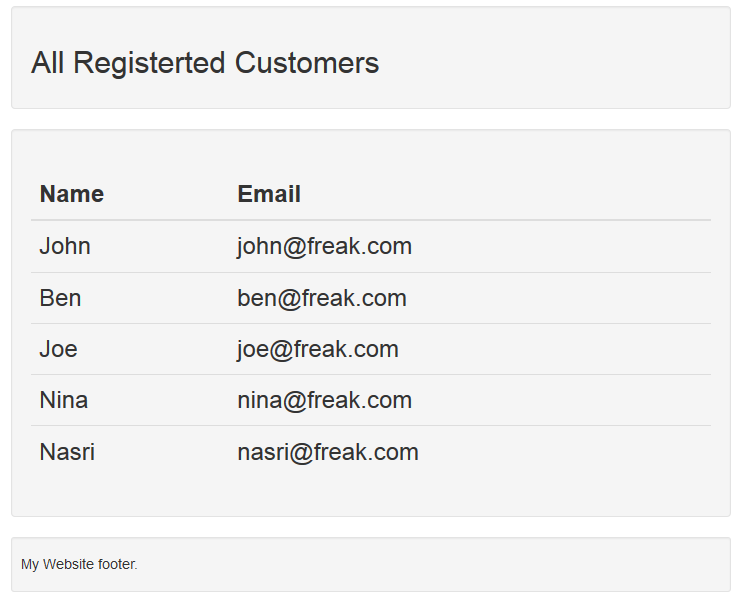 All Registerted Customers
Name Email
John john@freak.com
Ben ben@freak.com
Joe joe@freak.com
Nina nina@freak.com
Nasri nasri@freak.com
My Website footer.